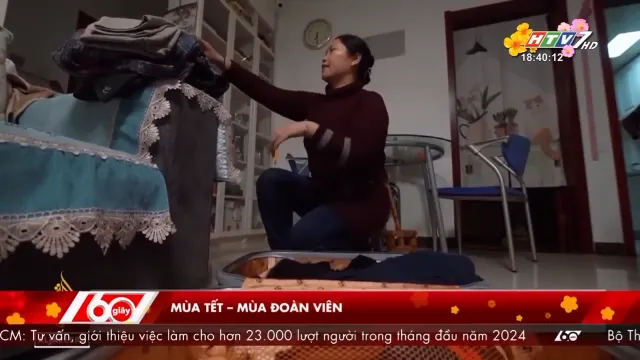 HTV7 HD
18:40:12
60 giây
MÙA TẾT – MÙA ĐOÀN VIÊN
CM: Tư vấn, giới thiệu việc làm cho hơn 23.000 lượt người trong tháng đầu năm 2024 60 Bộ Th